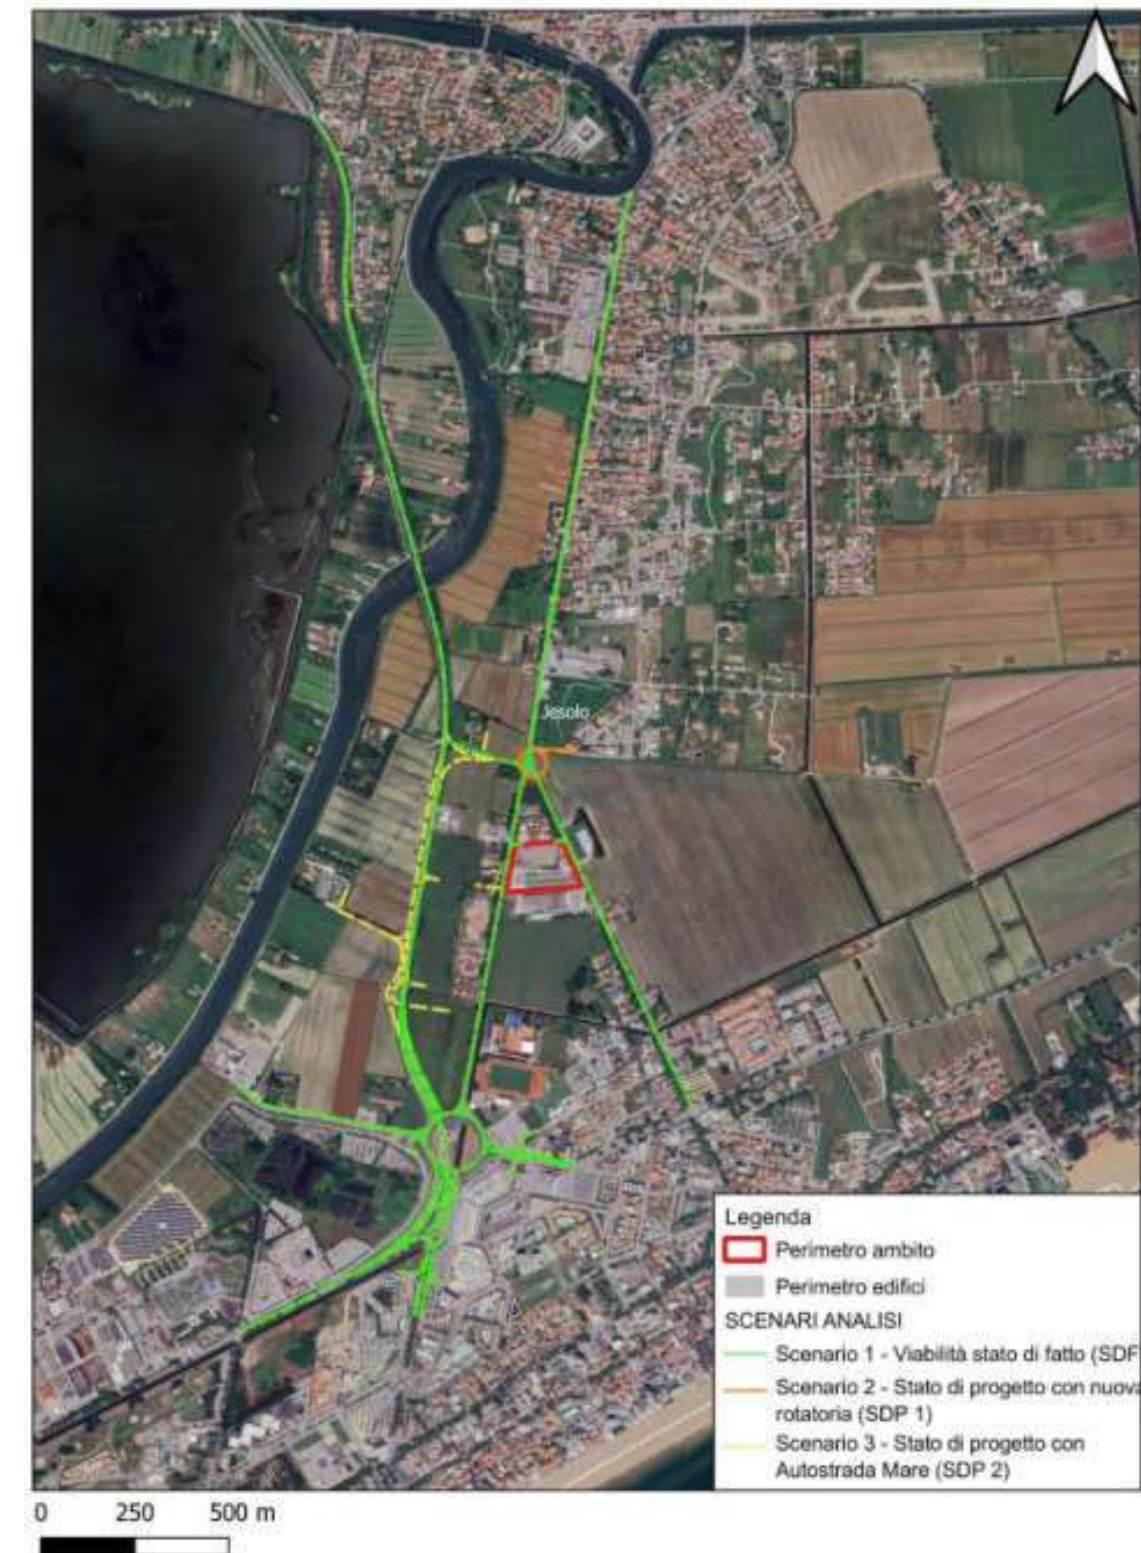 Jesolo
Legenda
Perimetro ambito
Perimetro edifici
SCENARI ANALISI
Scenario 1 - Viabilità stato di fatto (SDF
Scenario 2 - Stato di progetto con nuova
rotatoria (SDP 1)
Scenario 3 - Stato di progetto con
Autostrada Mare (SDP 2)
0 250 500 m